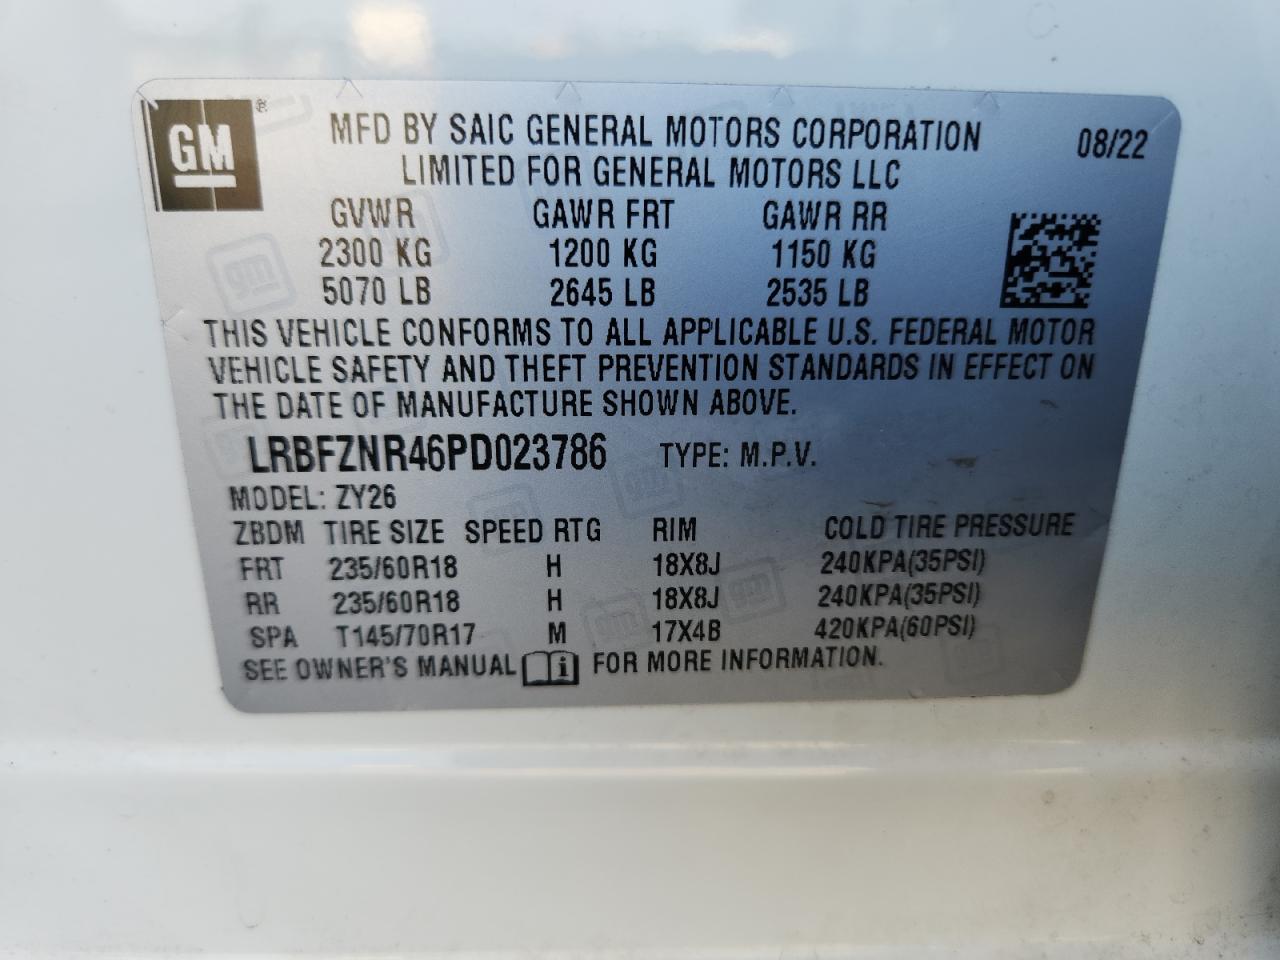 GM ®
MFD BY SAIC GENERAL MOTORS CORPORATION 08/22
LIMITED FOR GENERAL MOTORS LLC
GVWR GAWR FRT GAWR RR
2300 KG 1200 KG 1150 KG
5070 LB 2645 LB 2535 LB
THIS VEHICLE CONFORMS TO ALL APPLICABLE U.S. FEDERAL MOTOR
VEHICLE SAFETY AND THEFT PREVENTION STANDARDS IN EFFECT ON
THE DATE OF MANUFACTURE SHOWN ABOVE.
LRBFZNR46PD023786 TYPE: M.P.V.
MODEL: ZY26
ZBDM TIRE SIZE SPEED RTG RIM COLD TIRE PRESSURE
FRT 235/60R18 H 18X8J 240KPA(35PSI)
RR 235/60R18 H 18X8J 240KPA(35PSI)
SPA T145/70R17 M 17X4B 420KPA(60PSI)
SEE OWNER'S MANUAL i FOR MORE INFORMATION.